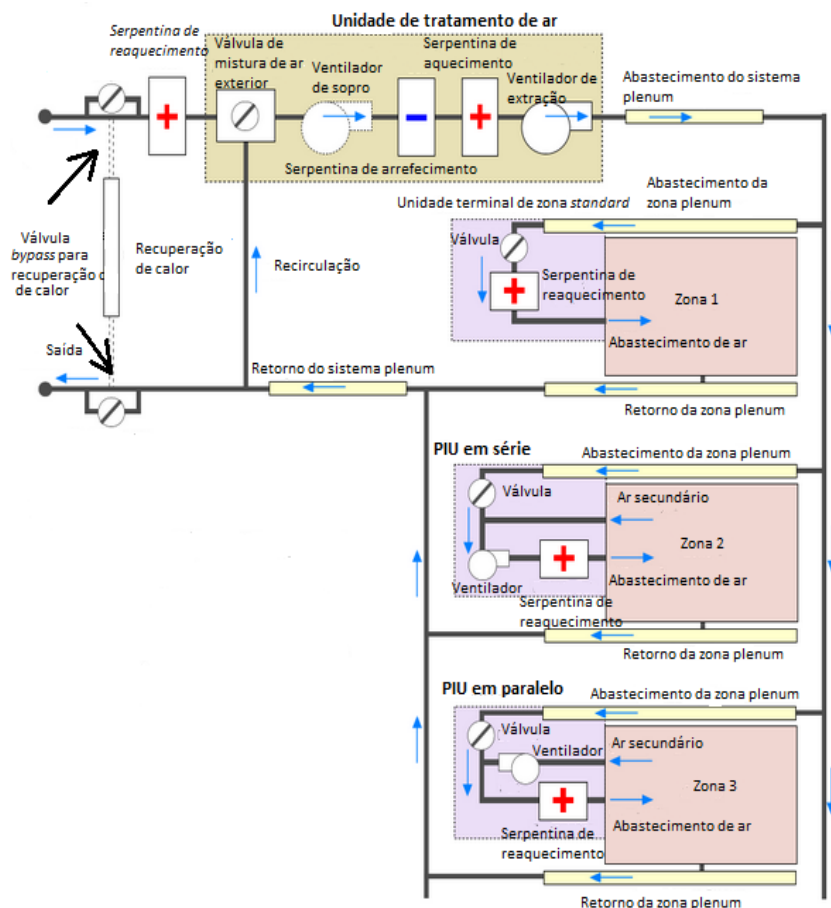 Unidade de tratamento de ar
Serpentina de
reaquecimento
Válvula de
mistura de ar
exterior
Ventilador
de sopro
Serpentina de
aquecimento
Ventilador de
extração
Abastecimento do sistema
plenum
Serpentina de arrefecimento
Unidade terminal de zona standard
Abastecimento da
zona plenum
Válvula
Serpentina de
reaquecimento
Zona 1
Abastecimento de ar
Retorno da zona plenum
Válvula
bypass para
recuperação
de calor
Recuperação
de calor
Recirculação
Saída
Retorno do sistema plenum
PIU em série
Abastecimento da zona plenum
Válvula
Ar secundário
Zona 2
Ventilador
Abastecimento de ar
Serpentina de
reaquecimento
Retorno da zona plenum
PIU em paralelo
Abastecimento da zona plenum
Válvula
Ventilador
Ar secundário
Zona 3
Serpentina de
reaquecimento
Abastecimento de ar
Retorno da zona plenum